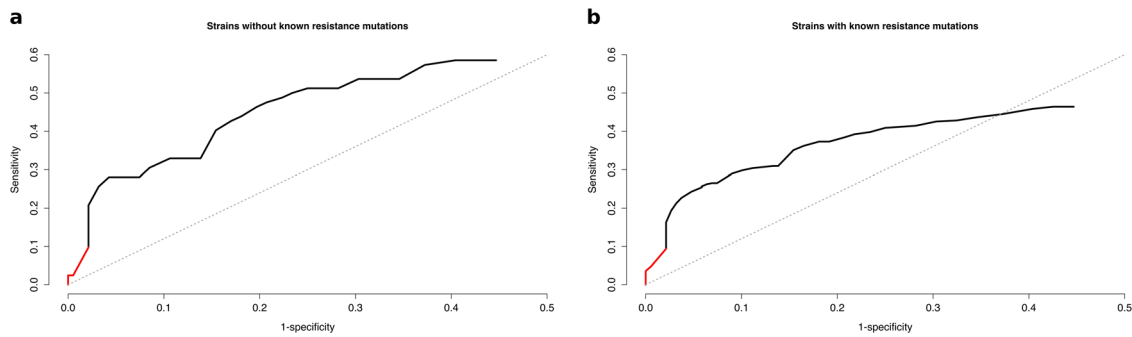 a
Strains without known resistance mutations
Sensitivity
0.6
0.5
0.4
0.3
0.2
0.1
0.0
0.0 0.1 0.2 0.3 0.4 0.5
1-specificity
b
Strains with known resistance mutations
Sensitivity
0.6
0.5
0.4
0.3
0.2
0.1
0.0
0.0 0.1 0.2 0.3 0.4 0.5
1-specificity